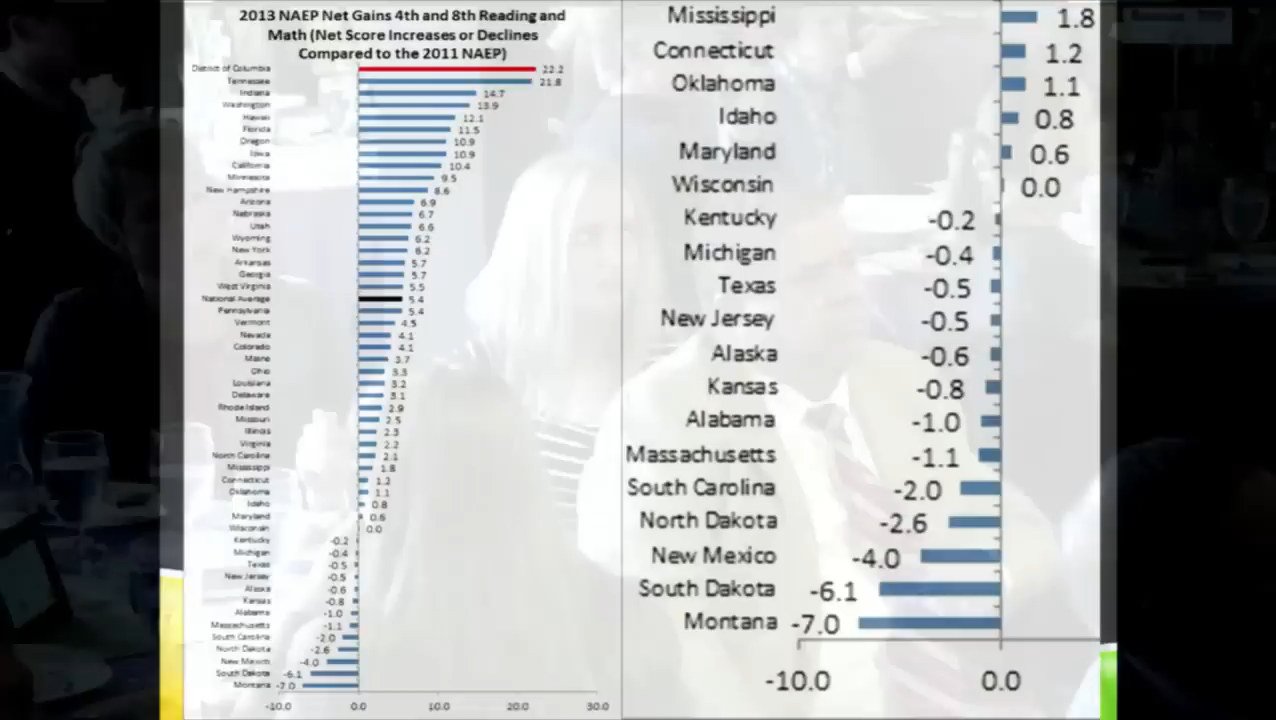 2013 NAEP Net Gains 4th and 8th Reading and
Math (Net Score Increases or Declines
Compared to the 2011 NAEP)
District of Columbia 22.2
Tennessee 21.8
Indiana 14.7
Washington 13.9
Hawaii 12.1
Florida 11.5
Oregon 10.9
Iowa 10.9
California 10.4
Minnesota 9.5
New Hampshire 8.6
Arizona 6.9
Nebraska 6.7
Utah 6.6
Wyoming 6.2
New York 6.2
Arkansas 5.7
Georgia 5.7
West Virginia 5.5
National Average 5.4
Pennsylvania 5.4
Vermont 4.5
Nevada 4.1
Colorado 4.1
Maine 3.7
Ohio 3.3
Louisiana 3.2
Delaware 3.1
Rhode Island 2.9
Missouri 2.5
Illinois 2.3
Virginia 2.2
North Carolina 2.1
Mississippi 1.8
Connecticut 1.2
Oklahoma 1.1
Idaho 0.8
Maryland 0.6
Wisconsin 0.0
Kentucky -0.2
Michigan -0.4
Texas -0.5
New Jersey -0.5
Alaska -0.6
Kansas -0.8
Alabama -1.0
Massachusetts -1.1
South Carolina -2.0
North Dakota -2.6
New Mexico -4.0
South Dakota -6.1
Montana -7.0
-10.0 0.0 10.0 20.0 30.0
Mississippi 1.8
Connecticut 1.2
Oklahoma 1.1
Idaho 0.8
Maryland 0.6
Wisconsin 0.0
Kentucky -0.2
Michigan -0.4
Texas -0.5
New Jersey -0.5
Alaska -0.6
Kansas -0.8
Alabama -1.0
Massachusetts -1.1
South Carolina -2.0
North Dakota -2.6
New Mexico -4.0
South Dakota -6.1
Montana -7.0
-10.0 0.0